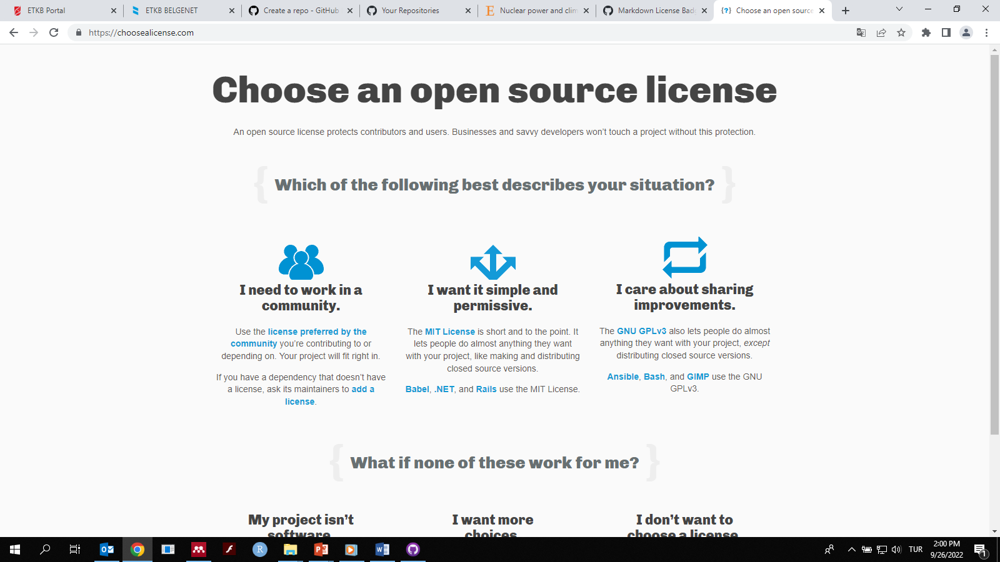 ETKB Portal
ETKB BELGENET
Create a repo - GitHub
Your Repositories
Nuclear power and clim
Markdown License Badg
Choose an open source
https://choosealicense.com
Choose an open source license
An open source license protects contributors and users. Businesses and savvy developers won’t touch a project without this protection.
{ Which of the following best describes your situation? }
I need to work in a
community.
Use the license preferred by the
community you’re contributing to or
depending on. Your project will fit right in.
If you have a dependency that doesn’t have
a license, ask its maintainers to add a
license.
I want it simple and
permissive.
The MIT License is short and to the point. It
lets people do almost anything they want
with your project, like making and distributing
closed source versions.
Babel, .NET, and Rails use the MIT License.
I care about sharing
improvements.
The GNU GPLv3 also lets people do almost
anything they want with your project, except
distributing closed source versions.
Ansible, Bash, and GIMP use the GNU
GPLv3.
{ What if none of these work for me? }
My project isn’t
software.
I want more
choices.
I don’t want to
choose a license.
TUR
2:00 PM
9/26/2022
1